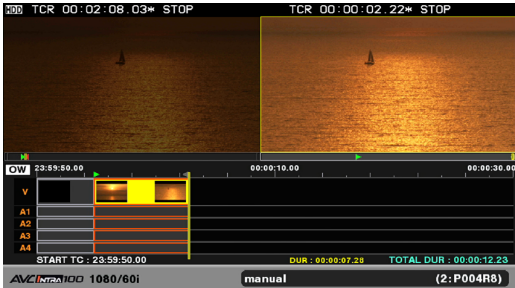 HDD TCR 00:02:08.03* STOP TCR 00:00:02.22* STOP
OW 23:59:50.00 00:00:10.00 00:00:30.00
V
A1
A2
A3
A4
START TC : 23:59:50.00 DUR : 00:00:07.28 TOTAL DUR : 00:00:12.23
AVC INTRA 100 1080/60i manual (2:P004R8)